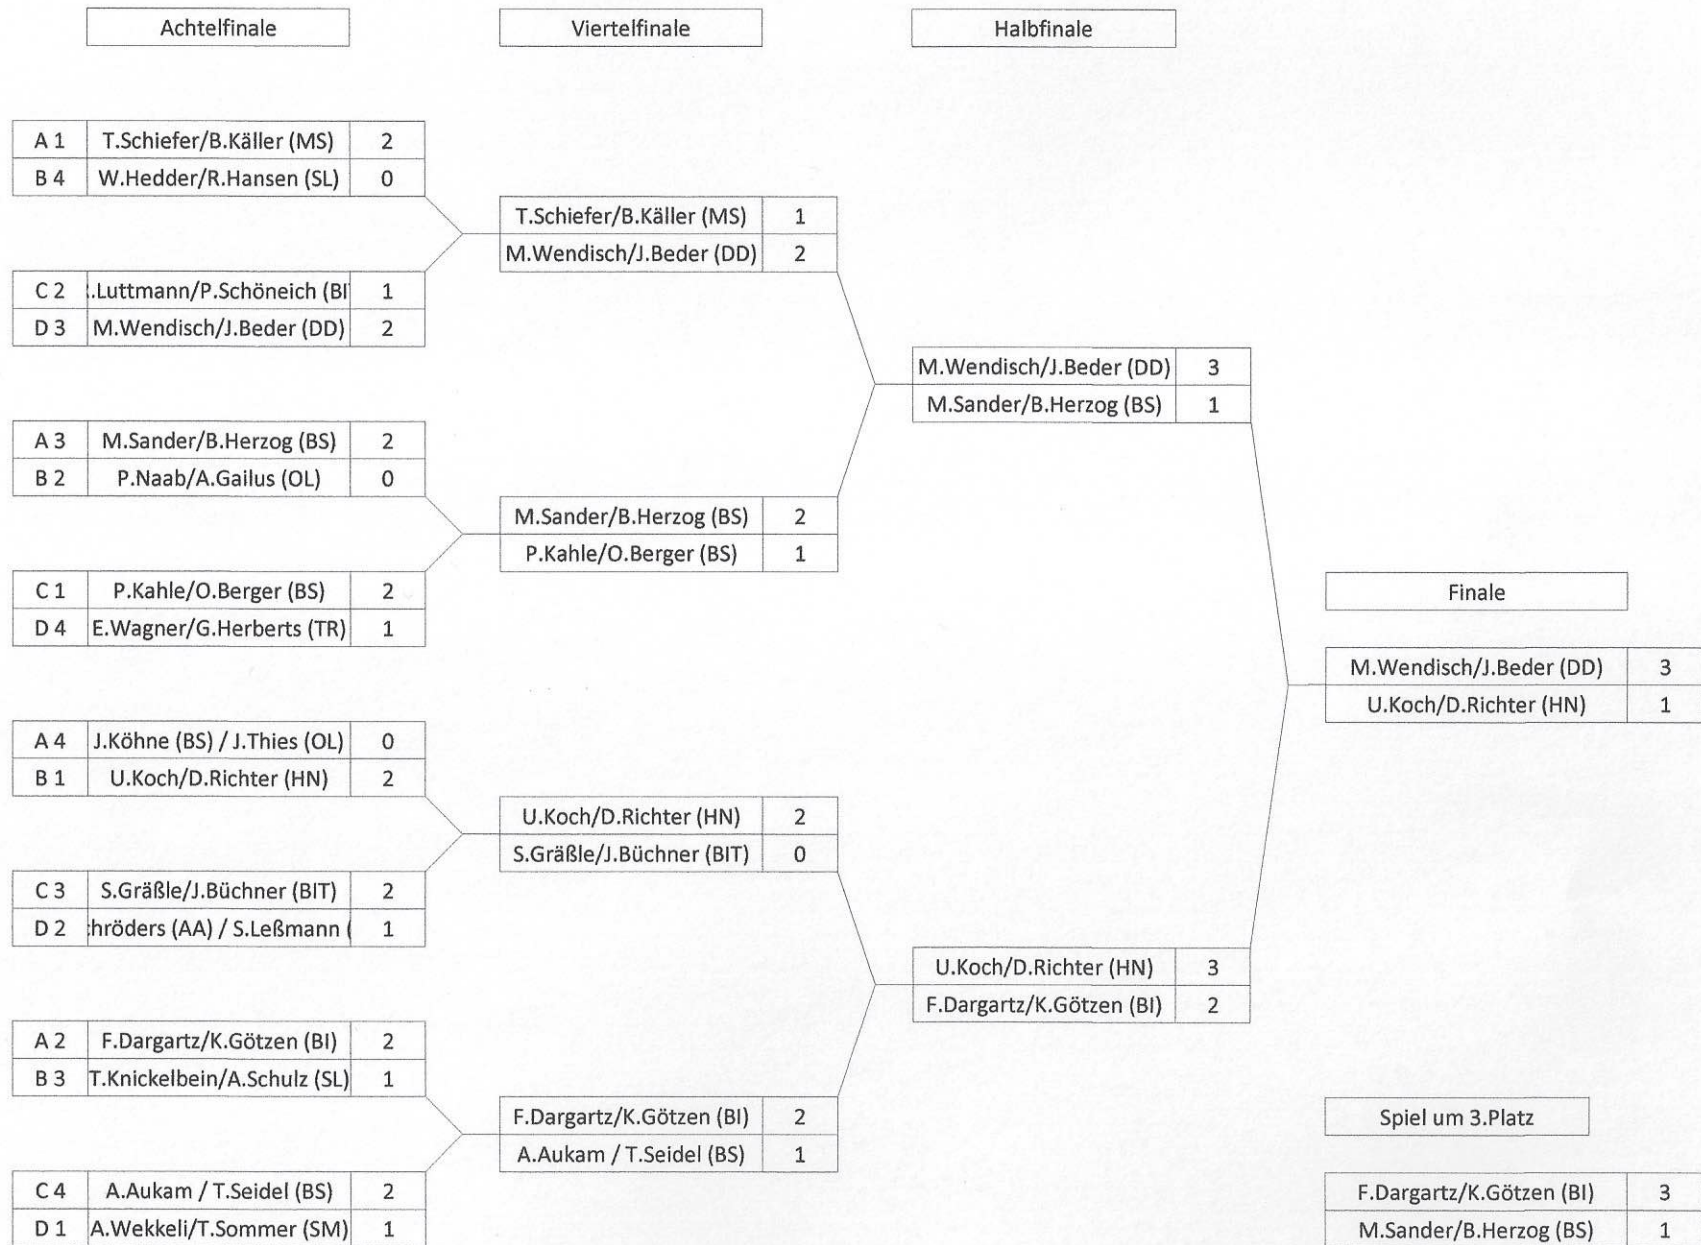 Achtelfinale
Viertelfinale
Halbfinale
A 1 T.Schiefer/B.Käller (MS) 2
B 4 W.Hedder/R.Hansen (SL) 0
C 2 .Luttmann/P.Schöneich (BI 1
D 3 M.Wendisch/J.Beder (DD) 2
A 3 M.Sander/B.Herzog (BS) 2
B 2 P.Naab/A.Gailus (OL) 0
C 1 P.Kahle/O.Berger (BS) 2
D 4 E.Wagner/G.Herberts (TR) 1
A 4 J.Köhne (BS) / J.Thies (OL) 0
B 1 U.Koch/D.Richter (HN) 2
C 3 S.Gräßle/J.Büchner (BIT) 2
D 2 hröders (AA) / S.Leßmann ( 1
A 2 F.Dargartz/K.Götzen (BI) 2
B 3 T.Knickelbein/A.Schulz (SL) 1
C 4 A.Aukam / T.Seidel (BS) 2
D 1 A.Wekkeli/T.Sommer (SM) 1
T.Schiefer/B.Käller (MS) 1
M.Wendisch/J.Beder (DD) 2
M.Sander/B.Herzog (BS) 2
P.Kahle/O.Berger (BS) 1
U.Koch/D.Richter (HN) 2
S.Gräßle/J.Büchner (BIT) 0
F.Dargartz/K.Götzen (BI) 2
A.Aukam / T.Seidel (BS) 1
M.Wendisch/J.Beder (DD) 3
M.Sander/B.Herzog (BS) 1
U.Koch/D.Richter (HN) 3
F.Dargartz/K.Götzen (BI) 2
Finale
M.Wendisch/J.Beder (DD) 3
U.Koch/D.Richter (HN) 1
Spiel um 3.Platz
F.Dargartz/K.Götzen (BI) 3
M.Sander/B.Herzog (BS) 1